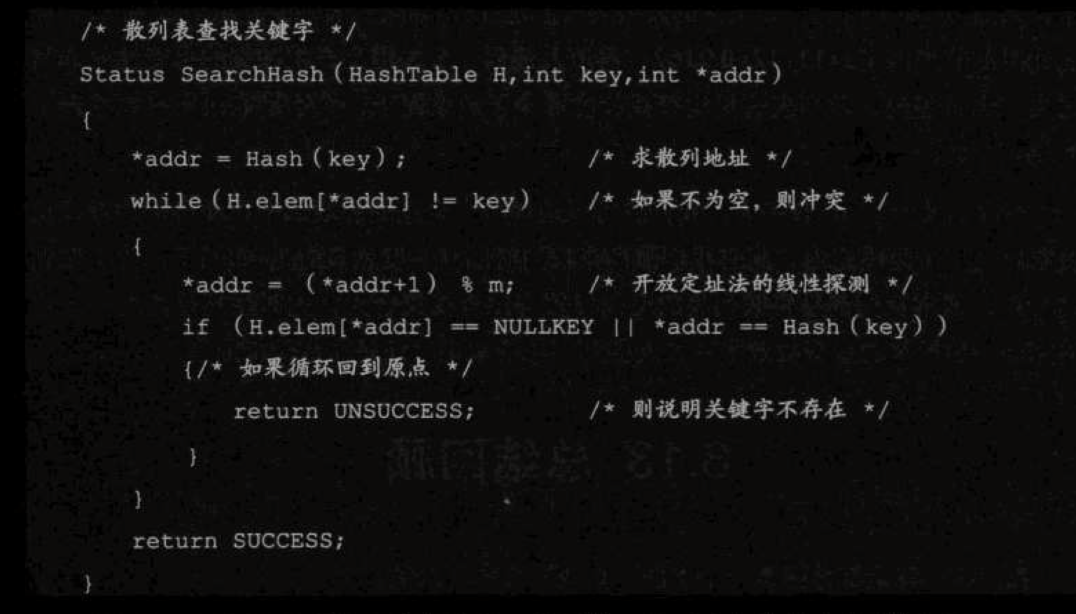 /* 散列表查找关键字 */
Status SearchHash(HashTable H,int key,int *addr)
{
*addr = Hash(key); /* 求散列地址 */
while(H.elem[*addr] != key) /* 如果不为空，则冲突 */
{
*addr = (*addr+1) % m; /* 开放定址法的线性探测 */
if (H.elem[*addr] == NULLKEY || *addr == Hash(key))
{/* 如果循环回到原点 */
return UNSUCCESS; /* 则说明关键字不存在 */
}
}
return SUCCESS;
}